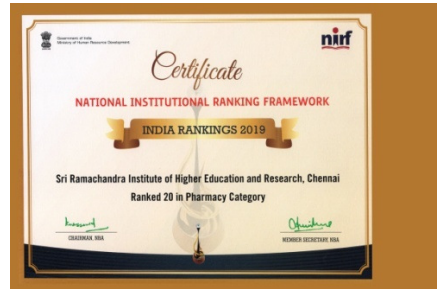 Government of India
Ministry of Human Resource Development
nirf
Certificate
NATIONAL INSTITUTIONAL RANKING FRAMEWORK
INDIA RANKINGS 2019
Sri Ramachandra Institute of Higher Education and Research, Chennai
Ranked 20 in Pharmacy Category
CHAIRMAN, NBA
MEMBER SECRETARY, NBA